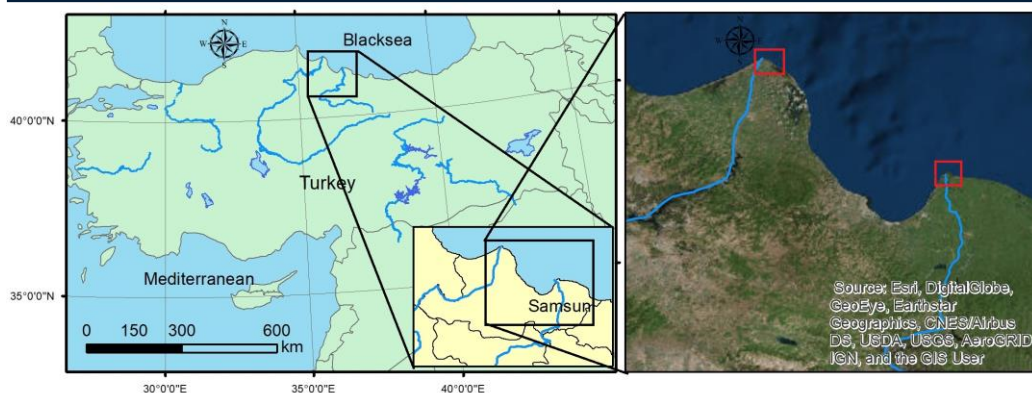 N
W
E
S
Blacksea
40°0'0"N
Turkey
Mediterranean
35°0'0"N
0 150 300 600
km
Samsun
30°0'0"E 35°0'0"E 40°0'0"E
N
W
E
S
Source: Esri, DigitalGlobe,
GeoEye, Earthstar
Geographics, CNES/Airbus
DS, USDA, USGS, AeroGRID,
IGN, and the GIS User